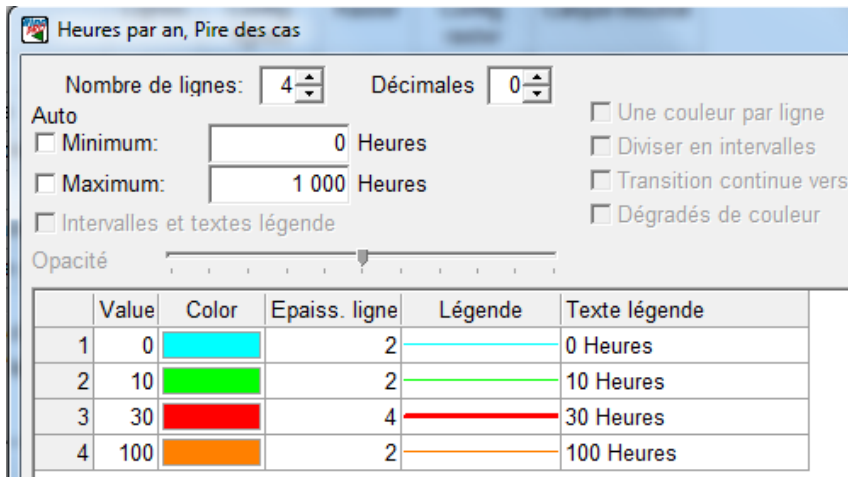 Heures par an, Pire des cas
Nombre de lignes: 4 Décimales 0
Auto
Minimum: 0 Heures
Maximum: 1 000 Heures
Intervalles et textes légende
Une couleur par ligne
Diviser en intervalles
Transition continue vers
Dégradés de couleur
Opacité
Value Color Epaiss. ligne Légende Texte légende
1 0 2 0 Heures
2 10 2 10 Heures
3 30 4 30 Heures
4 100 2 100 Heures